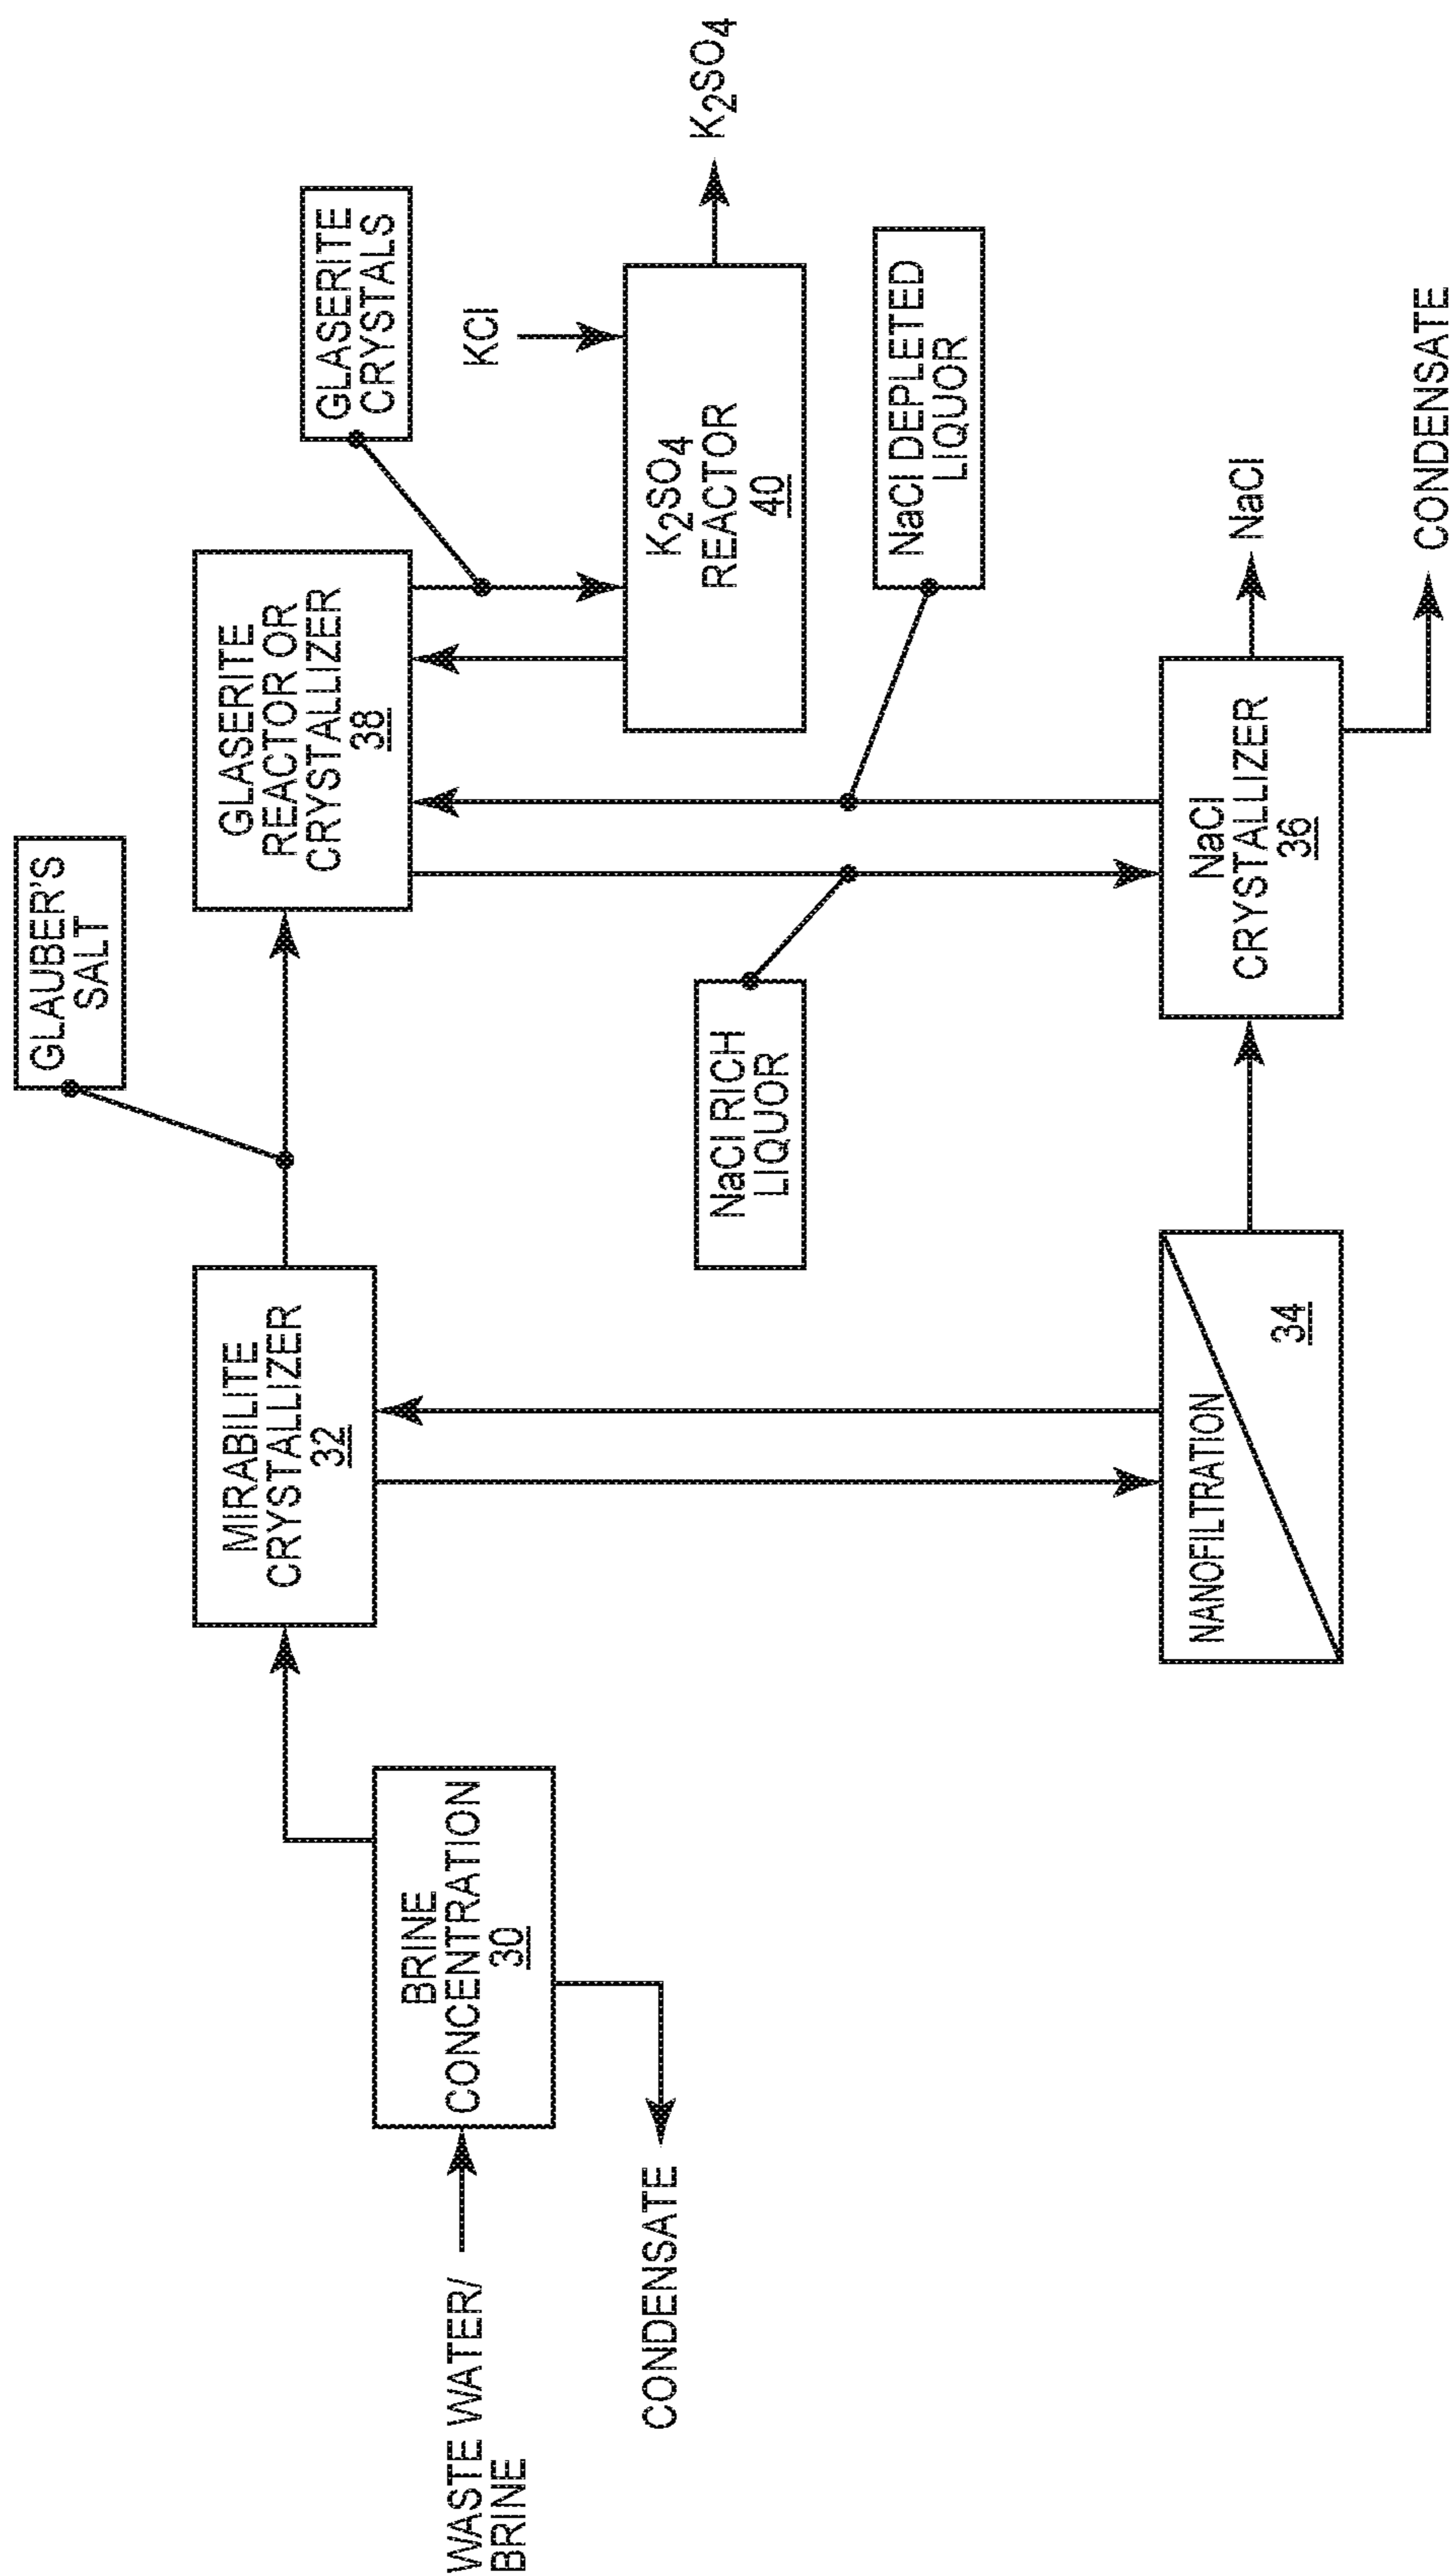 WASTE WATER/
BRINE
BRINE
CONCENTRATION
30
CONDENSATE
MIRABILITE
CRYSTALLIZER
32
GLAUBER'S
SALT
NANOFILTRATION
34
GLASERITE
REACTOR OR
CRYSTALLIZER
38
NaCl RICH
LIQUOR
GLASERITE
CRYSTALS
KCl
K2SO4
REACTOR
40
K2SO4
NaCl DEPLETED
LIQUOR
NaCl
CRYSTALLIZER
36
NaCl
CONDENSATE